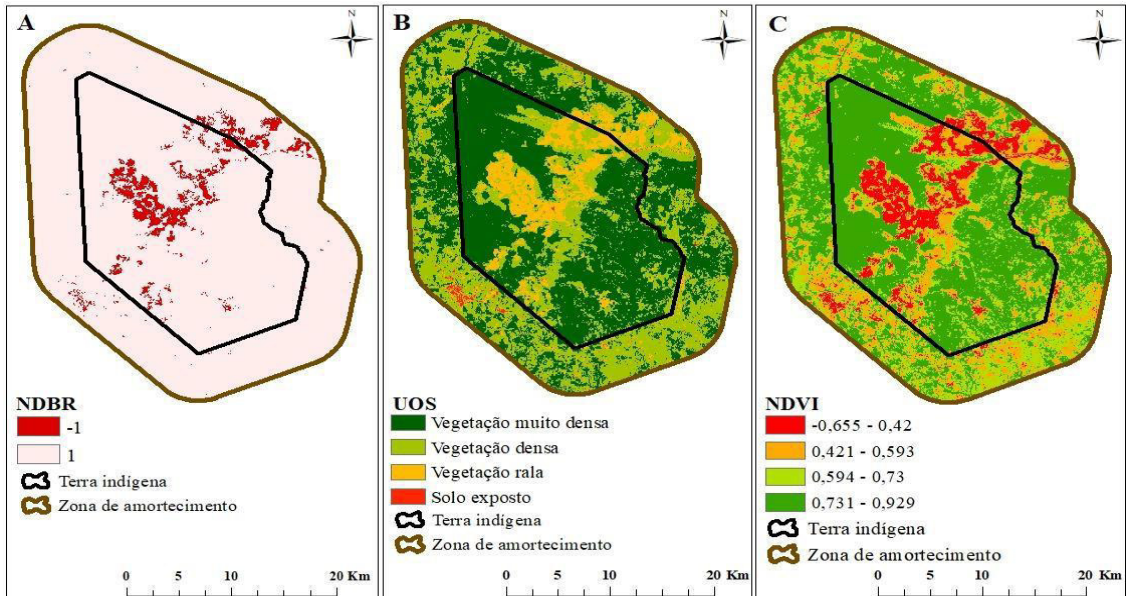 A
N
NDBR
-1
1
Terra indígena
Zona de amortecimento
0 5 10 20 Km
B
N
UOS
Vegetação muito densa
Vegetação densa
Vegetação rala
Solo exposto
Terra indígena
Zona de amortecimento
0 5 10 20 Km
C
N
NDVI
-0,655 - 0,42
0,421 - 0,593
0,594 - 0,73
0,731 - 0,929
Terra indígena
Zona de amortecimento
0 5 10 20 Km